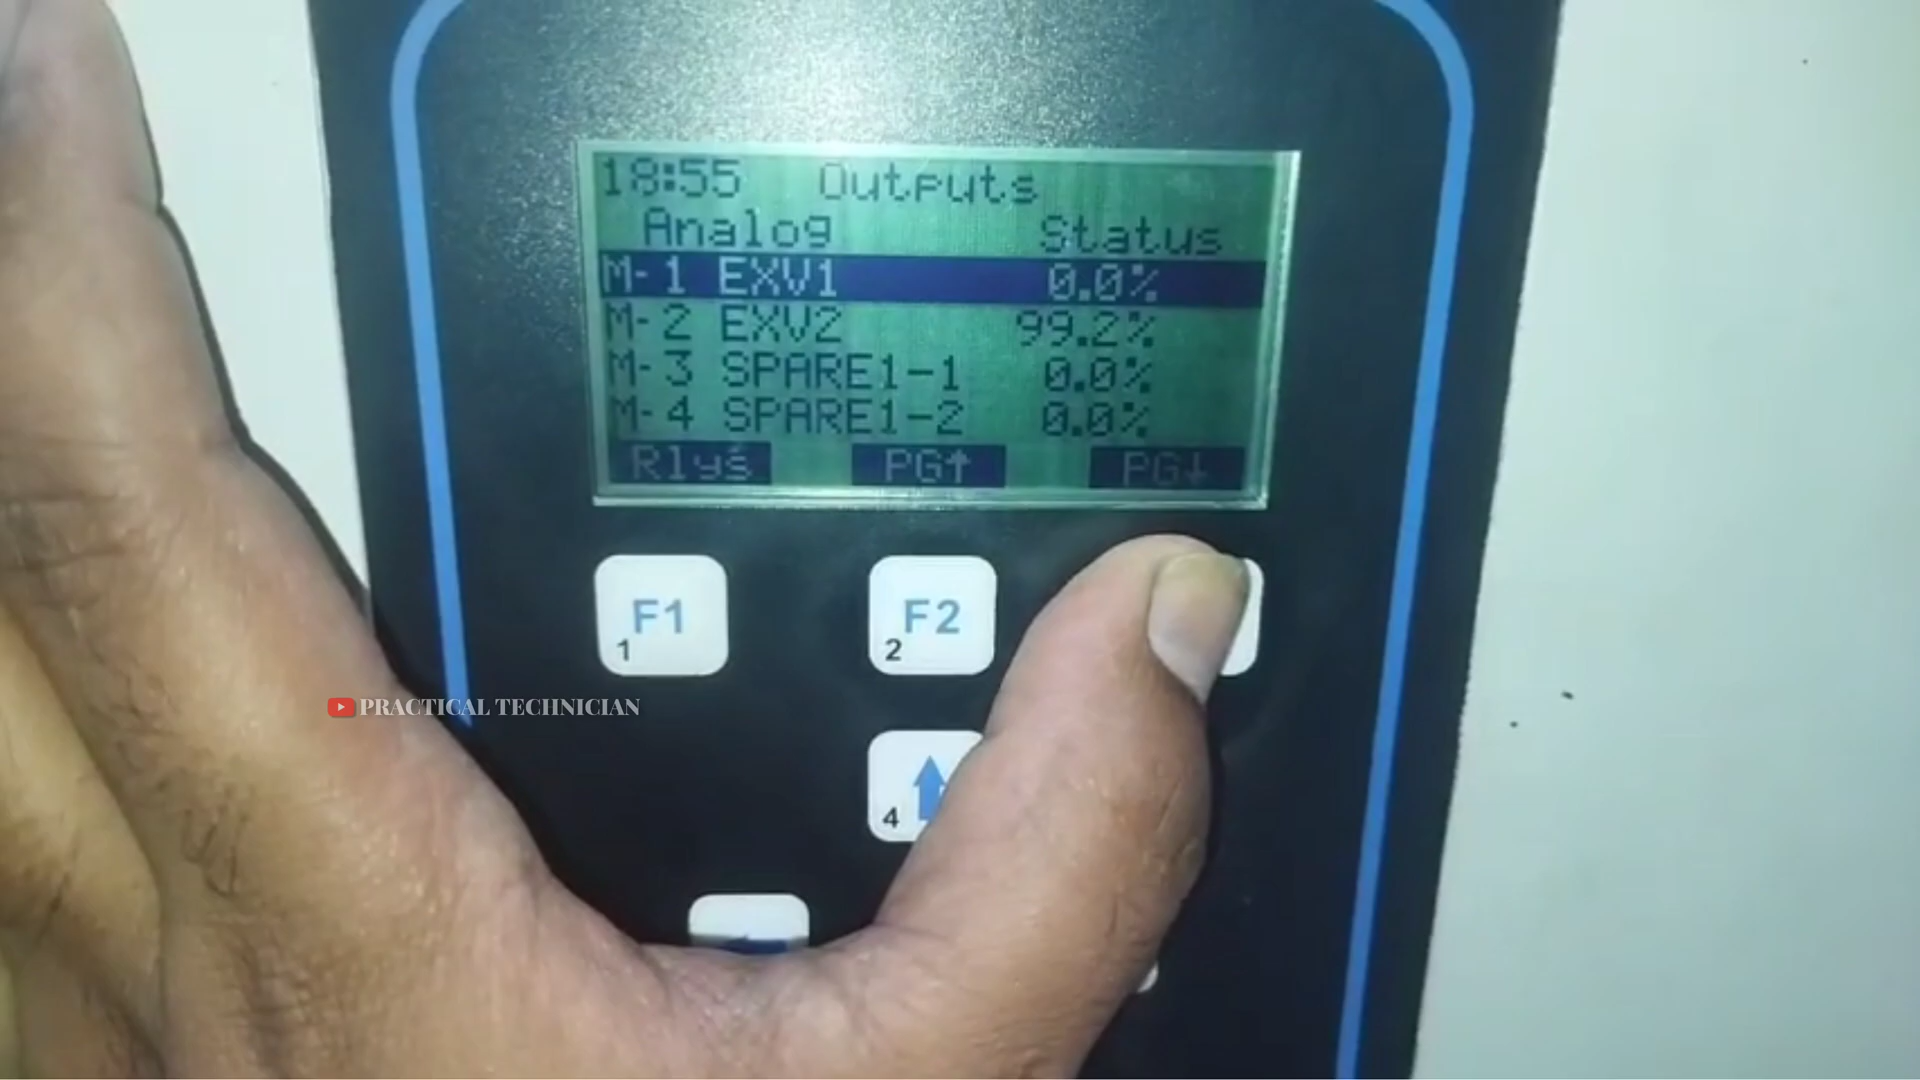 18:55 Outputs
Analog Status
M-1 EXV1 0.0%
M-2 EXV2 99.2%
M-3 SPARE1-1 0.0%
M-4 SPARE1-2 0.0%
Rlys PG↑ PG↓
F1 F2
1 2
PRACTICAL TECHNICIAN
4